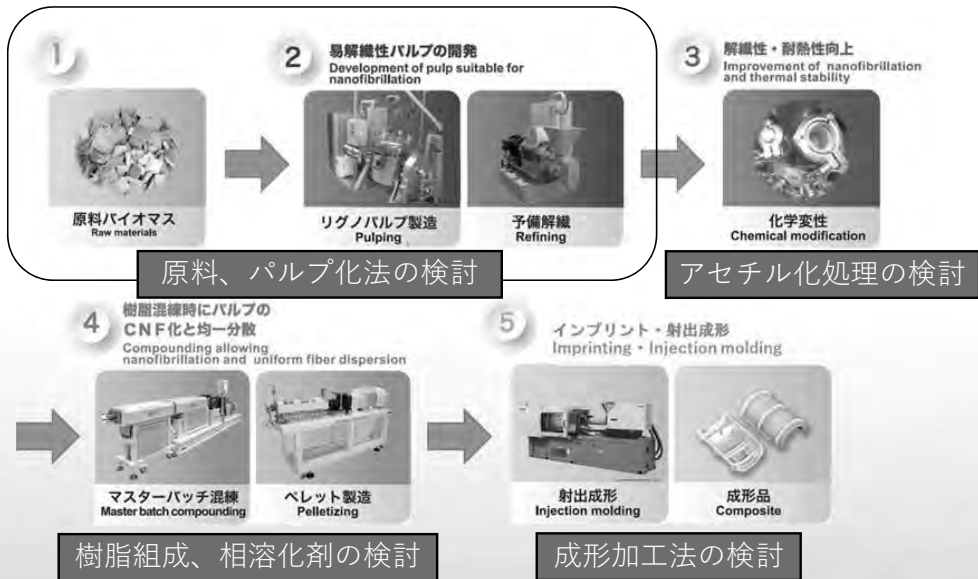 1
原料バイオマス
Raw materials
2
易解繊性パルプの開発
Development of pulp suitable for
nanofibrillation
リグノパルプ製造
Pulping
予備解繊
Refining
原料、パルプ化法の検討
3
解繊性・耐熱性向上
Improvement of nanofibrillation
and thermal stability
化学変性
Chemical modification
アセチル化処理の検討
4
樹脂混練時にパルプの
CNF化と均一分散
Compounding allowing
nanofibrillation and uniform fiber dispersion
マスターバッチ混練
Master batch compounding
ペレット製造
Pelletizing
樹脂組成、相溶化剤の検討
5
インプリント・射出成形
Imprinting・Injection molding
射出成形
Injection molding
成形品
Composite
成形加工法の検討